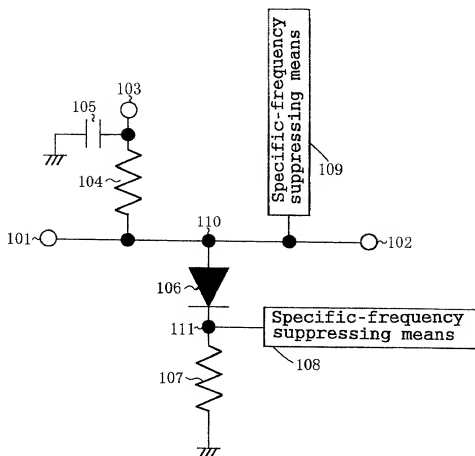 103
105
Specific-frequency
suppressing means
109
104
101
110
102
106
111
Specific-frequency
suppressing means
108
107